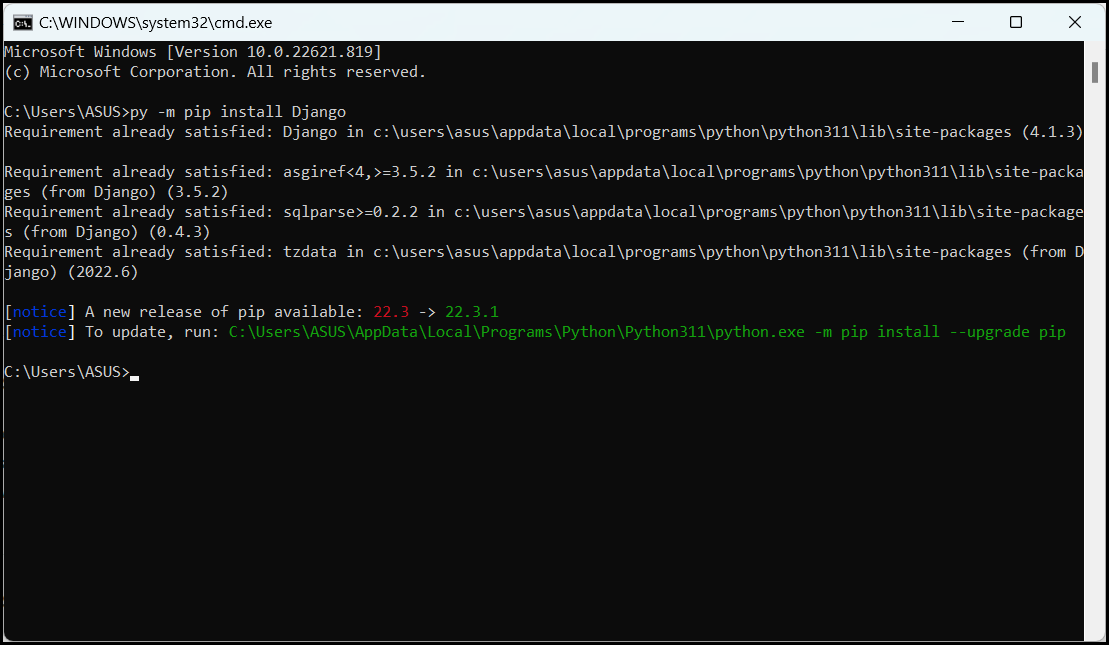 C:\WINDOWS\system32\cmd.exe
Microsoft Windows [Version 10.0.22621.819]
(c) Microsoft Corporation. All rights reserved.
C:\Users\ASUS>py -m pip install Django
Requirement already satisfied: Django in c:\users\asus\appdata\local\programs\python\python311\lib\site-packages (4.1.3)
Requirement already satisfied: asgiref<4,>=3.5.2 in c:\users\asus\appdata\local\programs\python\python311\lib\site-packa
ges (from Django) (3.5.2)
Requirement already satisfied: sqlparse>=0.2.2 in c:\users\asus\appdata\local\programs\python\python311\lib\site-package
s (from Django) (0.4.3)
Requirement already satisfied: tzdata in c:\users\asus\appdata\local\programs\python\python311\lib\site-packages (from D
jango) (2022.6)
[notice] A new release of pip available: 22.3 -> 22.3.1
[notice] To update, run: C:\Users\ASUS\AppData\Local\Programs\Python\Python311\python.exe -m pip install --upgrade pip
C:\Users\ASUS>